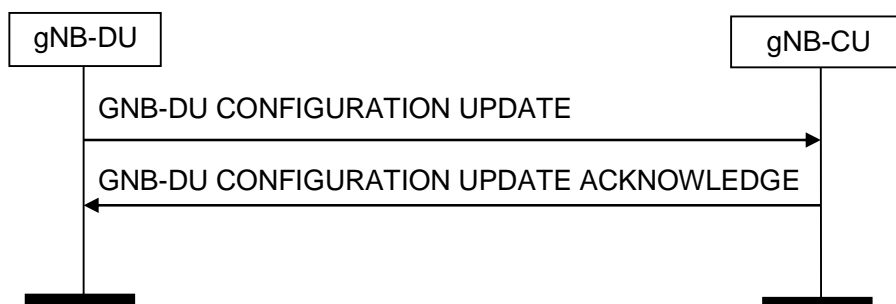 gNB-DU
gNB-CU
GNB-DU CONFIGURATION UPDATE
GNB-DU CONFIGURATION UPDATE ACKNOWLEDGE